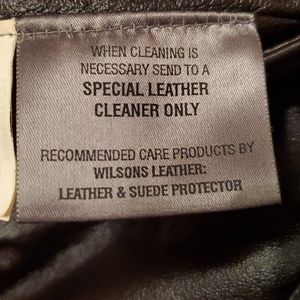 WHEN CLEANING IS
NECESSARY SEND TO A
SPECIAL LEATHER
CLEANER ONLY
RECOMMENDED CARE PRODUCTS BY
WILSONS LEATHER:
LEATHER & SUEDE PROTECTOR